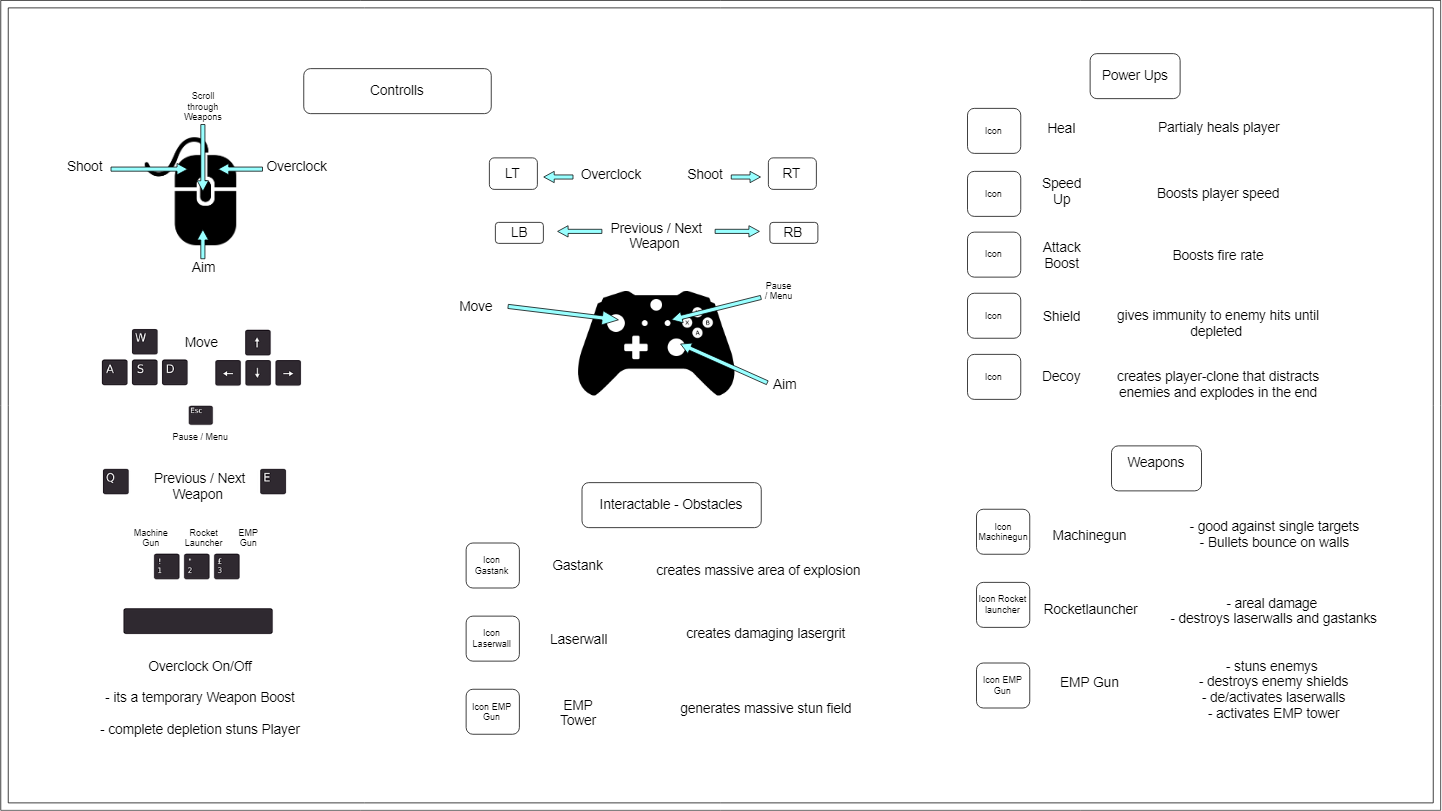 Controlls
Scroll
through
Weapons
Shoot
Overclock
Aim
W
Move
↑
A
S
D
←
↓
→
Esc
Pause / Menu
Q
Previous / Next
Weapon
E
Machine
Gun
Rocket
Launcher
EMP
Gun
!
1
"
2
£
3
Overclock On/Off
- its a temporary Weapon Boost
- complete depletion stuns Player
LT
Overclock
Shoot
RT
LB
Previous / Next
Weapon
RB
Move
Pause
/ Menu
X
B
A
Aim
Interactable - Obstacles
Icon
Gastank
Gastank
creates massive area of explosion
Icon
Laserwall
Laserwall
creates damaging lasergrit
Icon EMP
Gun
EMP
Tower
generates massive stun field
Power Ups
Icon
Heal
Partialy heals player
Icon
Speed
Up
Boosts player speed
Icon
Attack
Boost
Boosts fire rate
Icon
Shield
gives immunity to enemy hits until
depleted
Icon
Decoy
creates player-clone that distracts
enemies and explodes in the end
Weapons
Icon
Machinegun
Machinegun
- good against single targets
- Bullets bounce on walls
Icon Rocket
launcher
Rocketlauncher
- areal damage
- destroys laserwalls and gastanks
Icon EMP
Gun
EMP Gun
- stuns enemys
- destroys enemy shields
- de/activates laserwalls
- activates EMP tower